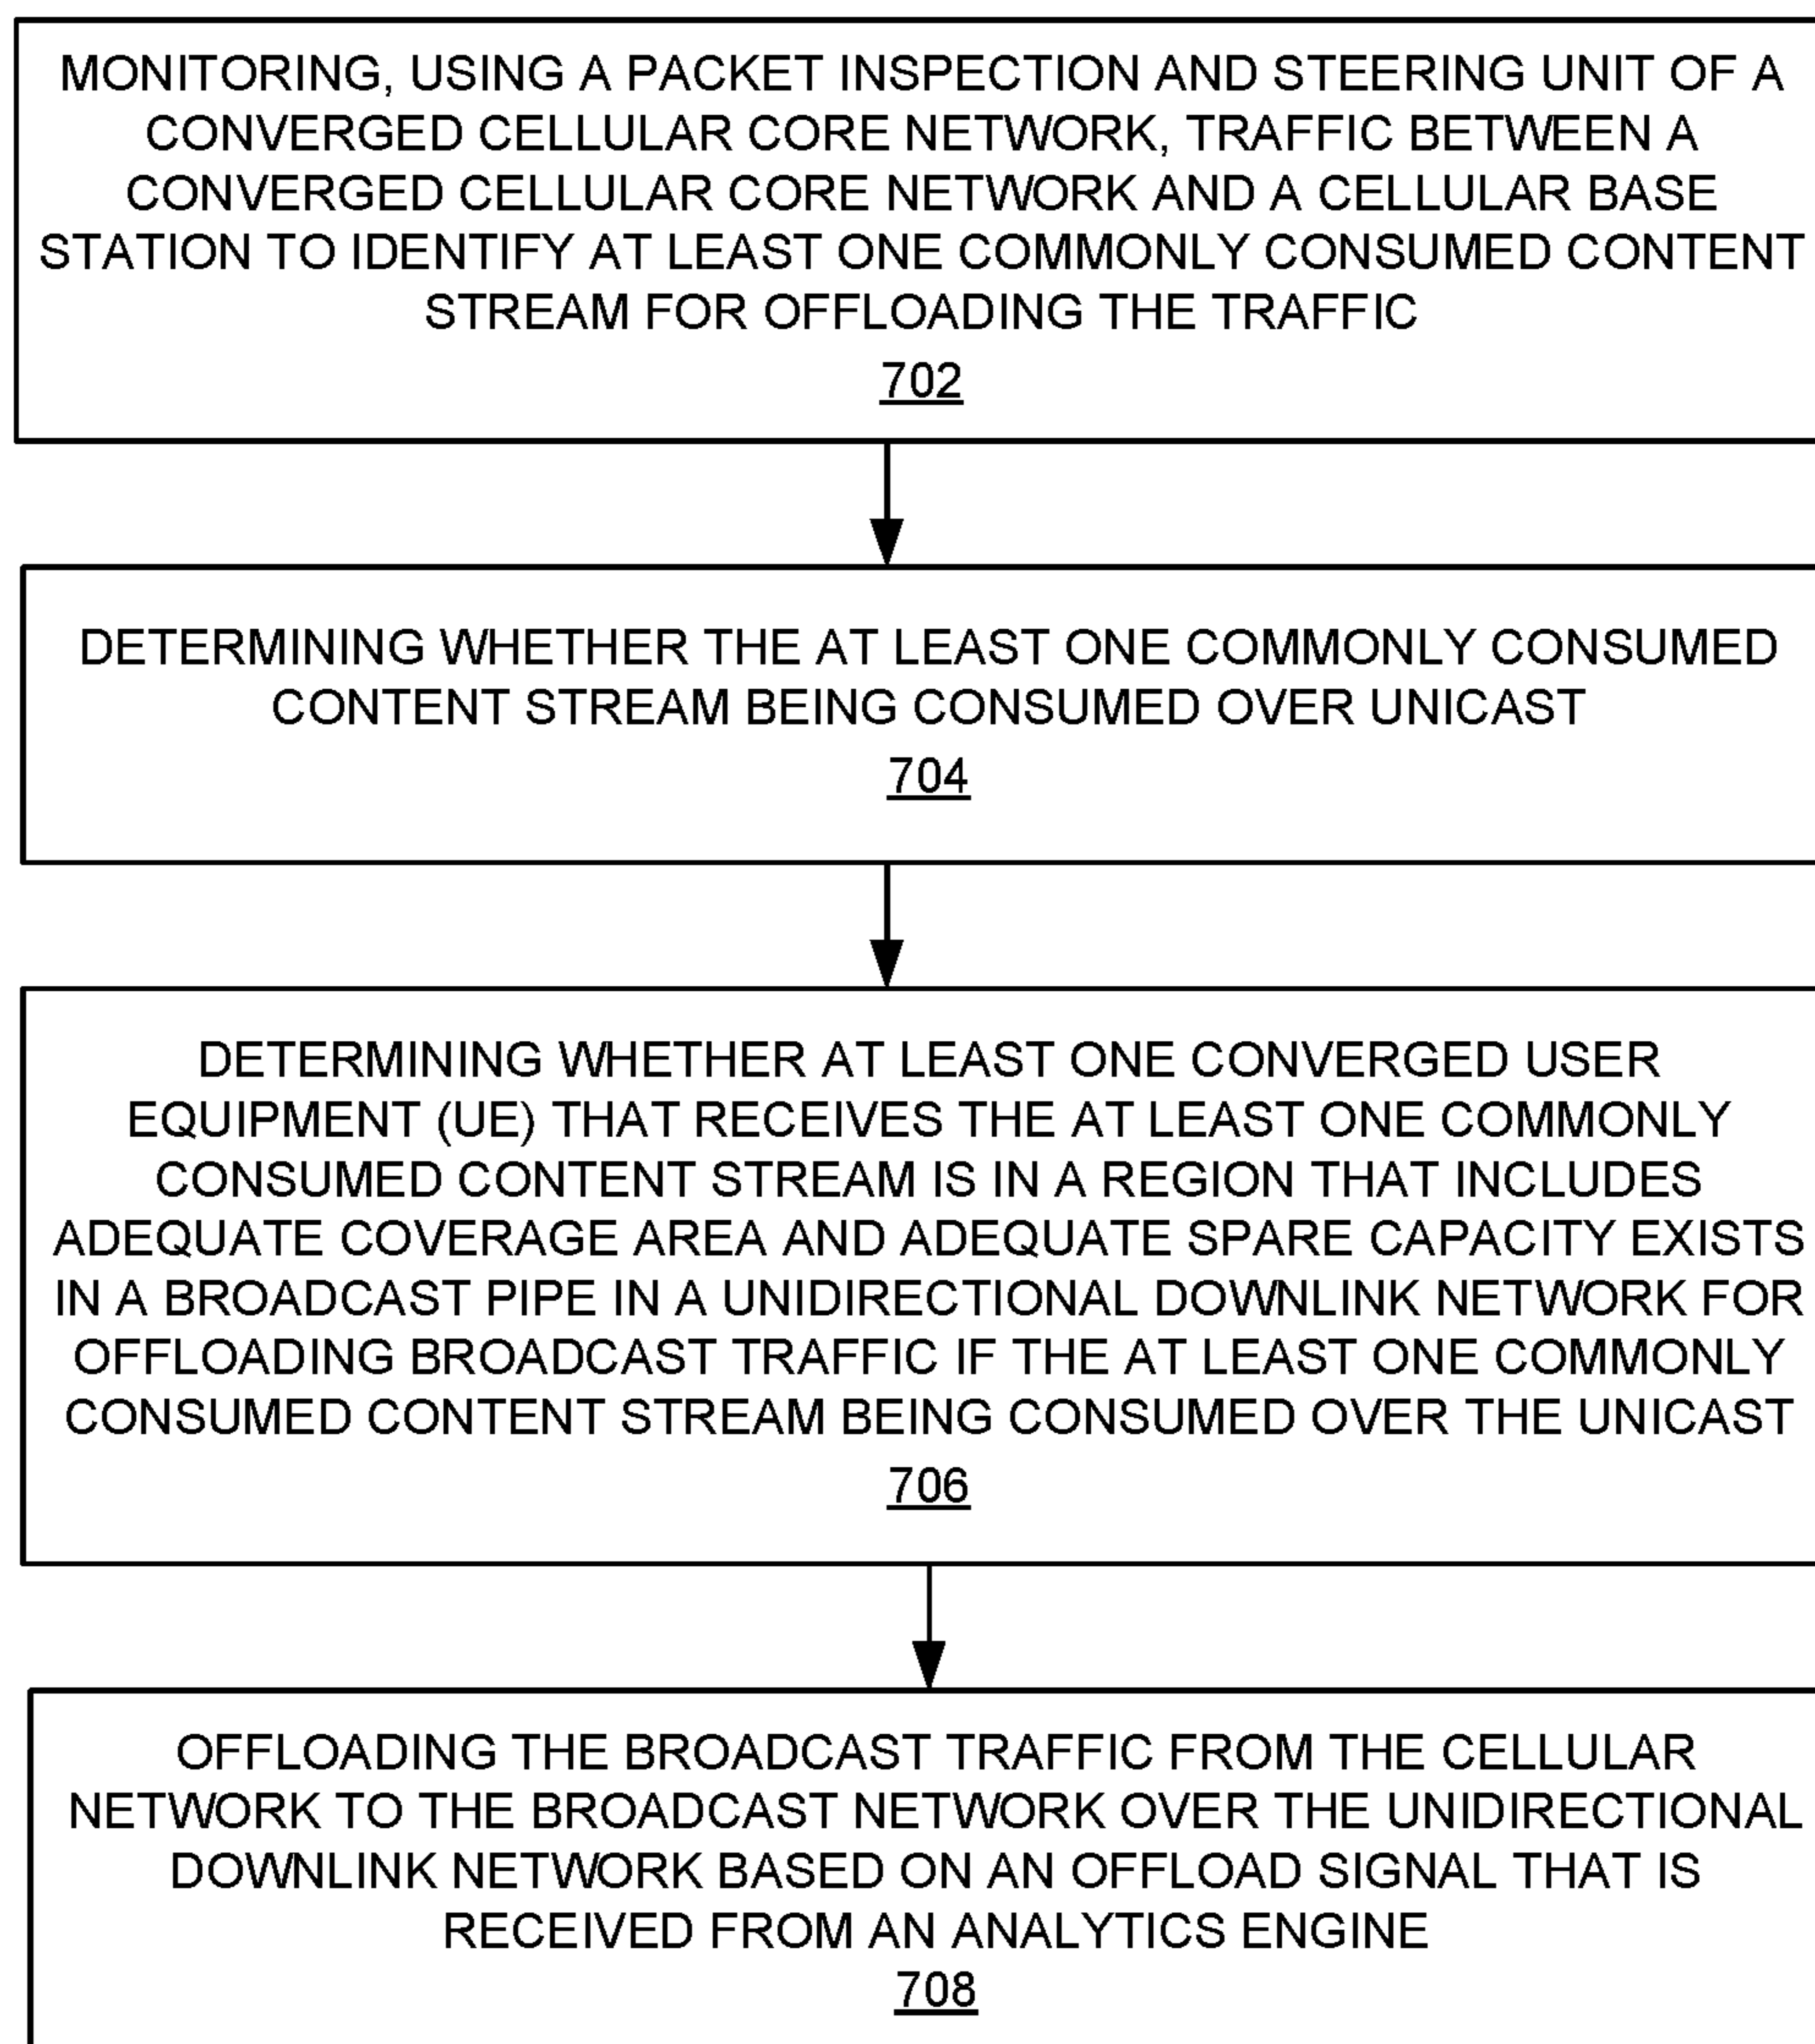 MONITORING, USING A PACKET INSPECTION AND STEERING UNIT OF A
CONVERGED CELLULAR CORE NETWORK, TRAFFIC BETWEEN A
CONVERGED CELLULAR CORE NETWORK AND A CELLULAR BASE
STATION TO IDENTIFY AT LEAST ONE COMMONLY CONSUMED CONTENT
STREAM FOR OFFLOADING THE TRAFFIC
702
DETERMINING WHETHER THE AT LEAST ONE COMMONLY CONSUMED
CONTENT STREAM BEING CONSUMED OVER UNICAST
704
DETERMINING WHETHER AT LEAST ONE CONVERGED USER
EQUIPMENT (UE) THAT RECEIVES THE AT LEAST ONE COMMONLY
CONSUMED CONTENT STREAM IS IN A REGION THAT INCLUDES
ADEQUATE COVERAGE AREA AND ADEQUATE SPARE CAPACITY EXISTS
IN A BROADCAST PIPE IN A UNIDIRECTIONAL DOWNLINK NETWORK FOR
OFFLOADING BROADCAST TRAFFIC IF THE AT LEAST ONE COMMONLY
CONSUMED CONTENT STREAM BEING CONSUMED OVER THE UNICAST
706
OFFLOADING THE BROADCAST TRAFFIC FROM THE CELLULAR
NETWORK TO THE BROADCAST NETWORK OVER THE UNIDIRECTIONAL
DOWNLINK NETWORK BASED ON AN OFFLOAD SIGNAL THAT IS
RECEIVED FROM AN ANALYTICS ENGINE
708